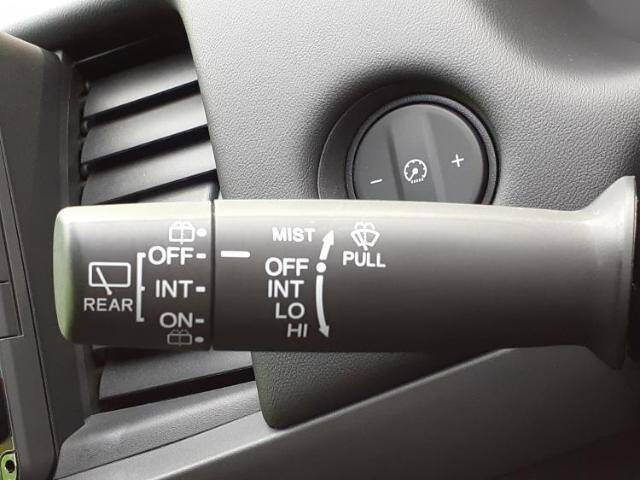 − +
MIST
OFF
INT
LO
HI
PULL
REAR
OFF
INT
ON